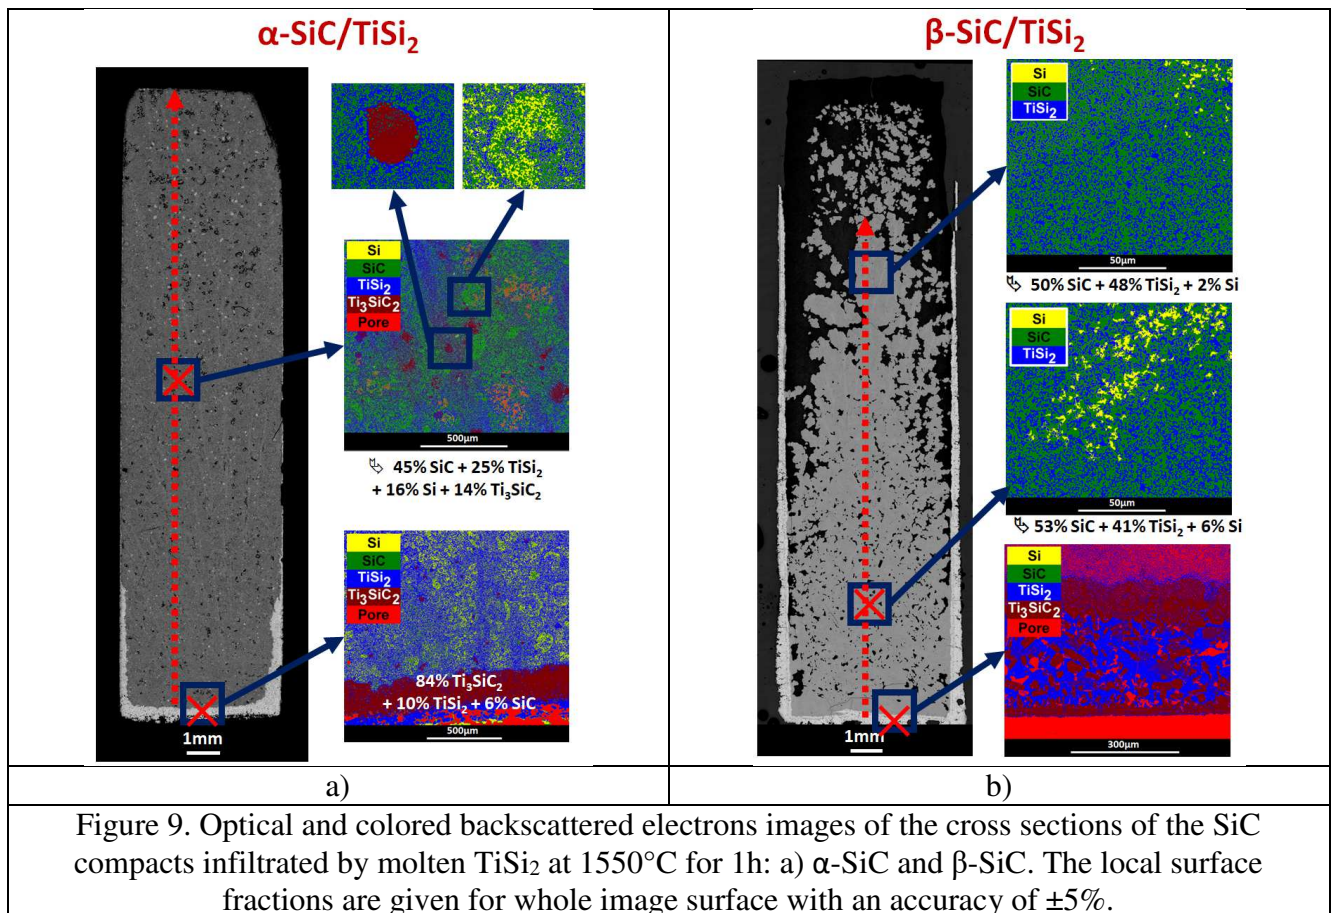 α-SiC/TiSi₂
Si
SiC
TiSi₂
Ti₃SiC₂
Pore
500μm
45% SiC + 25% TiSi₂
+ 16% Si + 14% Ti₃SiC₂
Si
SiC
TiSi₂
Ti₃SiC₂
Pore
84% Ti₃SiC₂
+ 10% TiSi₂ + 6% SiC
500μm
1mm
β-SiC/TiSi₂
Si
SiC
TiSi₂
50μm
50% SiC + 48% TiSi₂ + 2% Si
Si
SiC
TiSi₂
50μm
53% SiC + 41% TiSi₂ + 6% Si
Si
SiC
TiSi₂
Ti₃SiC₂
Pore
300μm
1mm
a)
b)
Figure 9. Optical and colored backscattered electrons images of the cross sections of the SiC
compacts infiltrated by molten TiSi₂ at 1550°C for 1h: a) α-SiC and β-SiC. The local surface
fractions are given for whole image surface with an accuracy of ±5%.